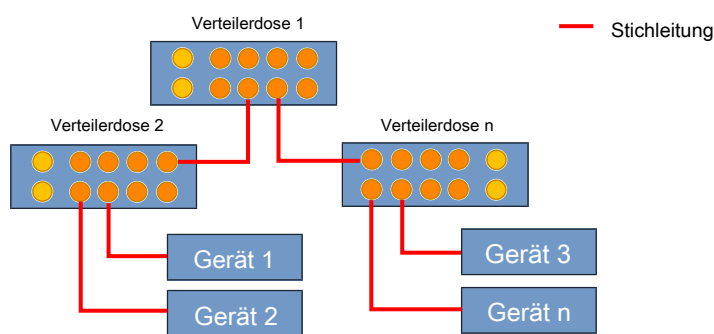 Verteilerdose 1
Stichleitung
Verteilerdose 2
Verteilerdose n
Gerät 1
Gerät 3
Gerät 2
Gerät n